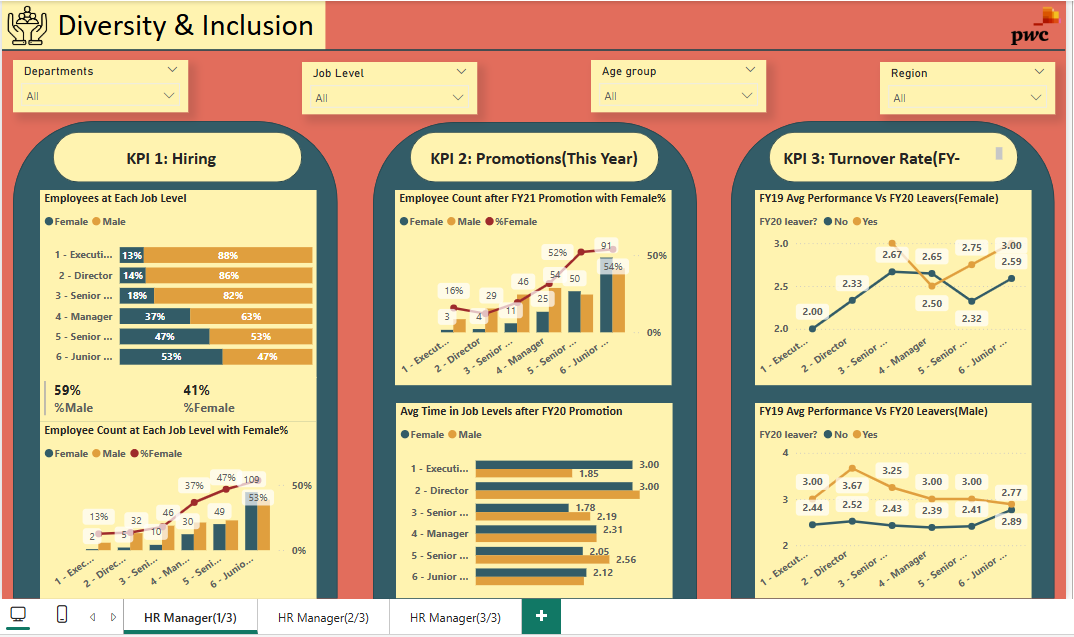 Diversity & Inclusion
pwc
Departments
All
Job Level
All
Age group
All
Region
All
KPI 1: Hiring
Employees at Each Job Level
Female Male
1 - Executi... 13% 88%
2 - Director 14% 86%
3 - Senior ... 18% 82%
4 - Manager 37% 63%
5 - Senior ... 47% 53%
6 - Junior ... 53% 47%
59% 41%
%Male %Female
Employee Count at Each Job Level with Female%
Female Male %Female
13% 37% 47% 109 50%
32 46 49 53%
2 5 10 30 0%
1 - Exec... 2 - Direc... 3 - Seni... 4 - Man... 5 - Seni... 6 - Junio...
KPI 2: Promotions(This Year)
Employee Count after FY21 Promotion with Female%
Female Male %Female
52% 91 50%
16% 29 46 54 50 54%
3 4 11 25 0%
1 - Execut... 2 - Director 3 - Senior ... 4 - Manager 5 - Senior ... 6 - Junior ...
Avg Time in Job Levels after FY20 Promotion
Female Male
1 - Executi... 3.00
1.85
2 - Director 3.00
3 - Senior ... 1.78
2.19
4 - Manager 2.31
5 - Senior ... 2.05
2.56
6 - Junior ... 2.12
KPI 3: Turnover Rate(FY-
FY19 Avg Performance Vs FY20 Leavers(Female)
FY20 leaver? No Yes
3.0 2.67 2.65 2.75 3.00
2.5 2.33 2.59
2.0 2.00 2.50 2.32
1 - Execut... 2 - Director 3 - Senior ... 4 - Manager 5 - Senior ... 6 - Junior ...
FY19 Avg Performance Vs FY20 Leavers(Male)
FY20 leaver? No Yes
4
3.00 3.67 3.25 3.00 3.00 2.77
3
2.44 2.52 2.43 2.39 2.41 2.89
2
1 - Execut... 2 - Director 3 - Senior ... 4 - Manager 5 - Senior ... 6 - Junior ...
HR Manager(1/3) HR Manager(2/3) HR Manager(3/3) +